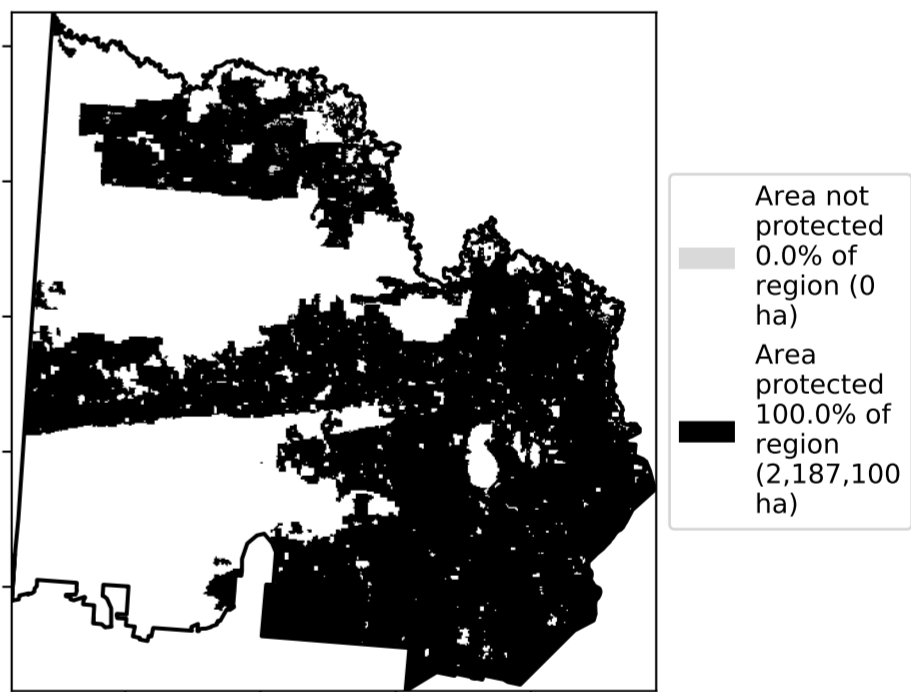 Area not
protected
0.0% of
region (0
ha)
Area
protected
100.0% of
region
(2,187,100
ha)